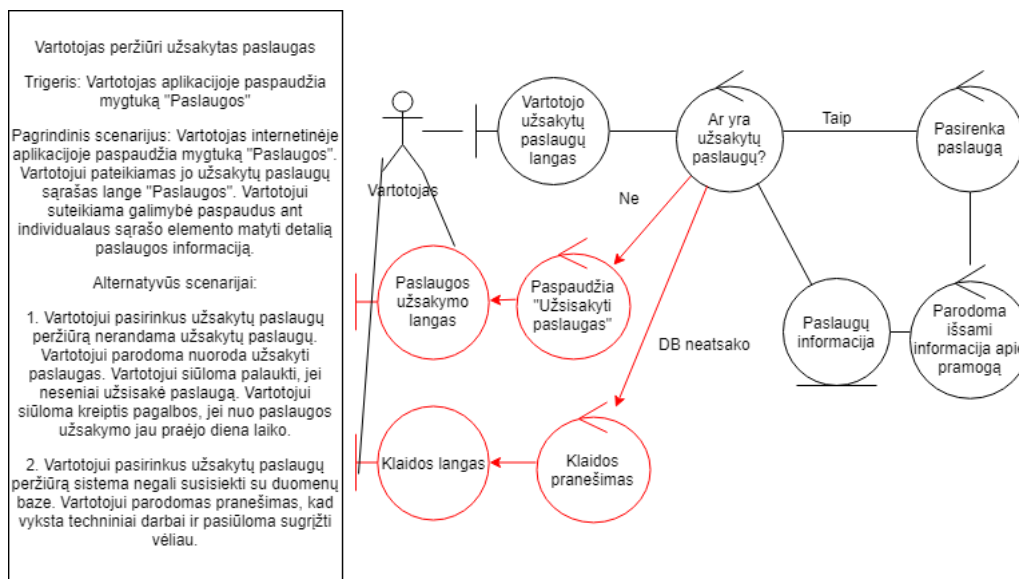 Vartotojas peržiūri užsakytas paslaugas
Trigeris: Vartotojas aplikacijoje paspaudžia
mygtuką "Paslaugos"
Pagrindinis scenarijus: Vartotojas internetinėje
aplikacijoje paspaudžia mygtuką "Paslaugos".
Vartotojui pateikiamas jo užsakytų paslaugų
sąrašas lange "Paslaugos". Vartotojui
suteikiama galimybė paspaudus ant
individualaus sąrašo elemento matyti detalią
paslaugos informaciją.
Alternatyvūs scenarijai:
1. Vartotojui pasirinkus užsakytų paslaugų
peržiūrą nerandama užsakytų paslaugų.
Vartotojui parodoma nuoroda užsakyti
paslaugas. Vartotojui siūloma palaukti, jei
neseniai užsisakė paslaugą. Vartotojui
siūloma kreiptis pagalbos, jei nuo paslaugos
užsakymo jau praėjo diena laiko.
2. Vartotojui pasirinkus užsakytų paslaugų
peržiūrą sistema negali susisiekti su duomenų
baze. Vartotojui parodomas pranešimas, kad
vyksta techniniai darbai ir pasiūloma sugrįžti
vėliau.
Vartotojas
Vartotojo
užsakytų
paslaugų
langas
Ar yra
užsakytų
paslaugų?
Taip
Pasirenka
paslaugą
Ne
Paslaugos
užsakymo
langas
Paspaudžia
"Užsisakyti
paslaugas"
DB neatsako
Paslaugų
informacija
Parodoma
išsami
informacija apie
pramogą
Klaidos langas
Klaidos
pranešimas